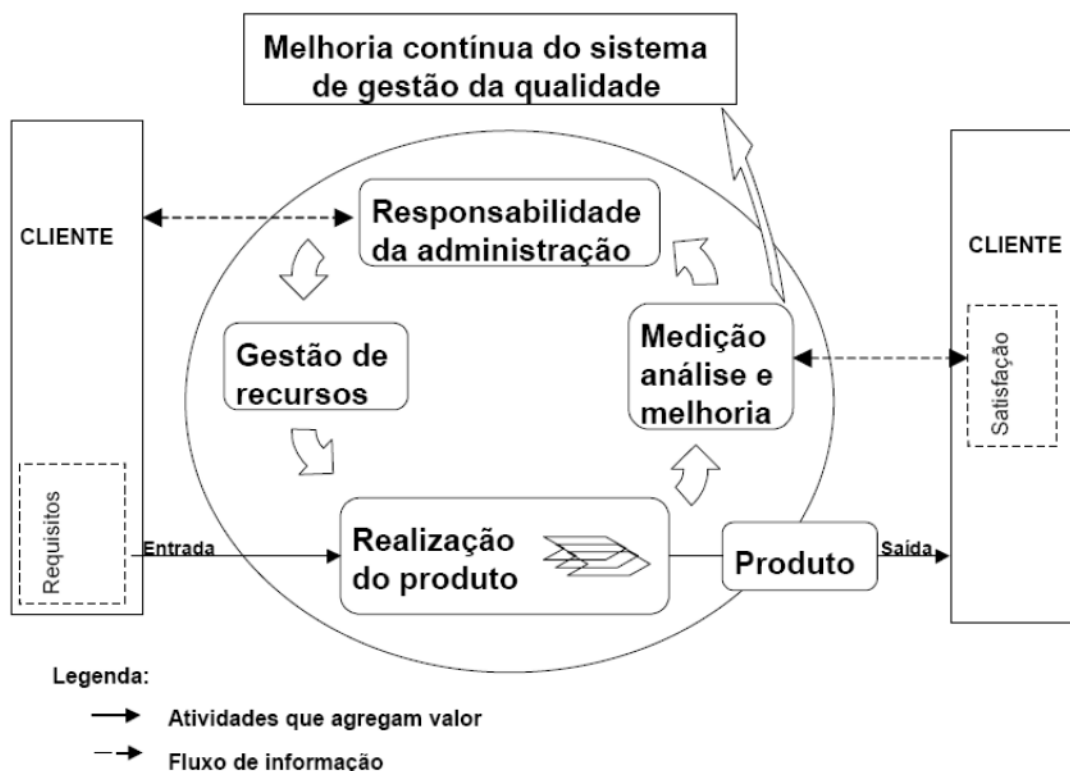 Melhoria contínua do sistema
de gestão da qualidade
CLIENTE
Responsabilidade
da administração
CLIENTE
Gestão de
recursos
Medição
análise e
melhoria
Satisfação
Requisitos
Entrada
Realização
do produto
Produto
Saída
Legenda:
Atividades que agregam valor
Fluxo de informação